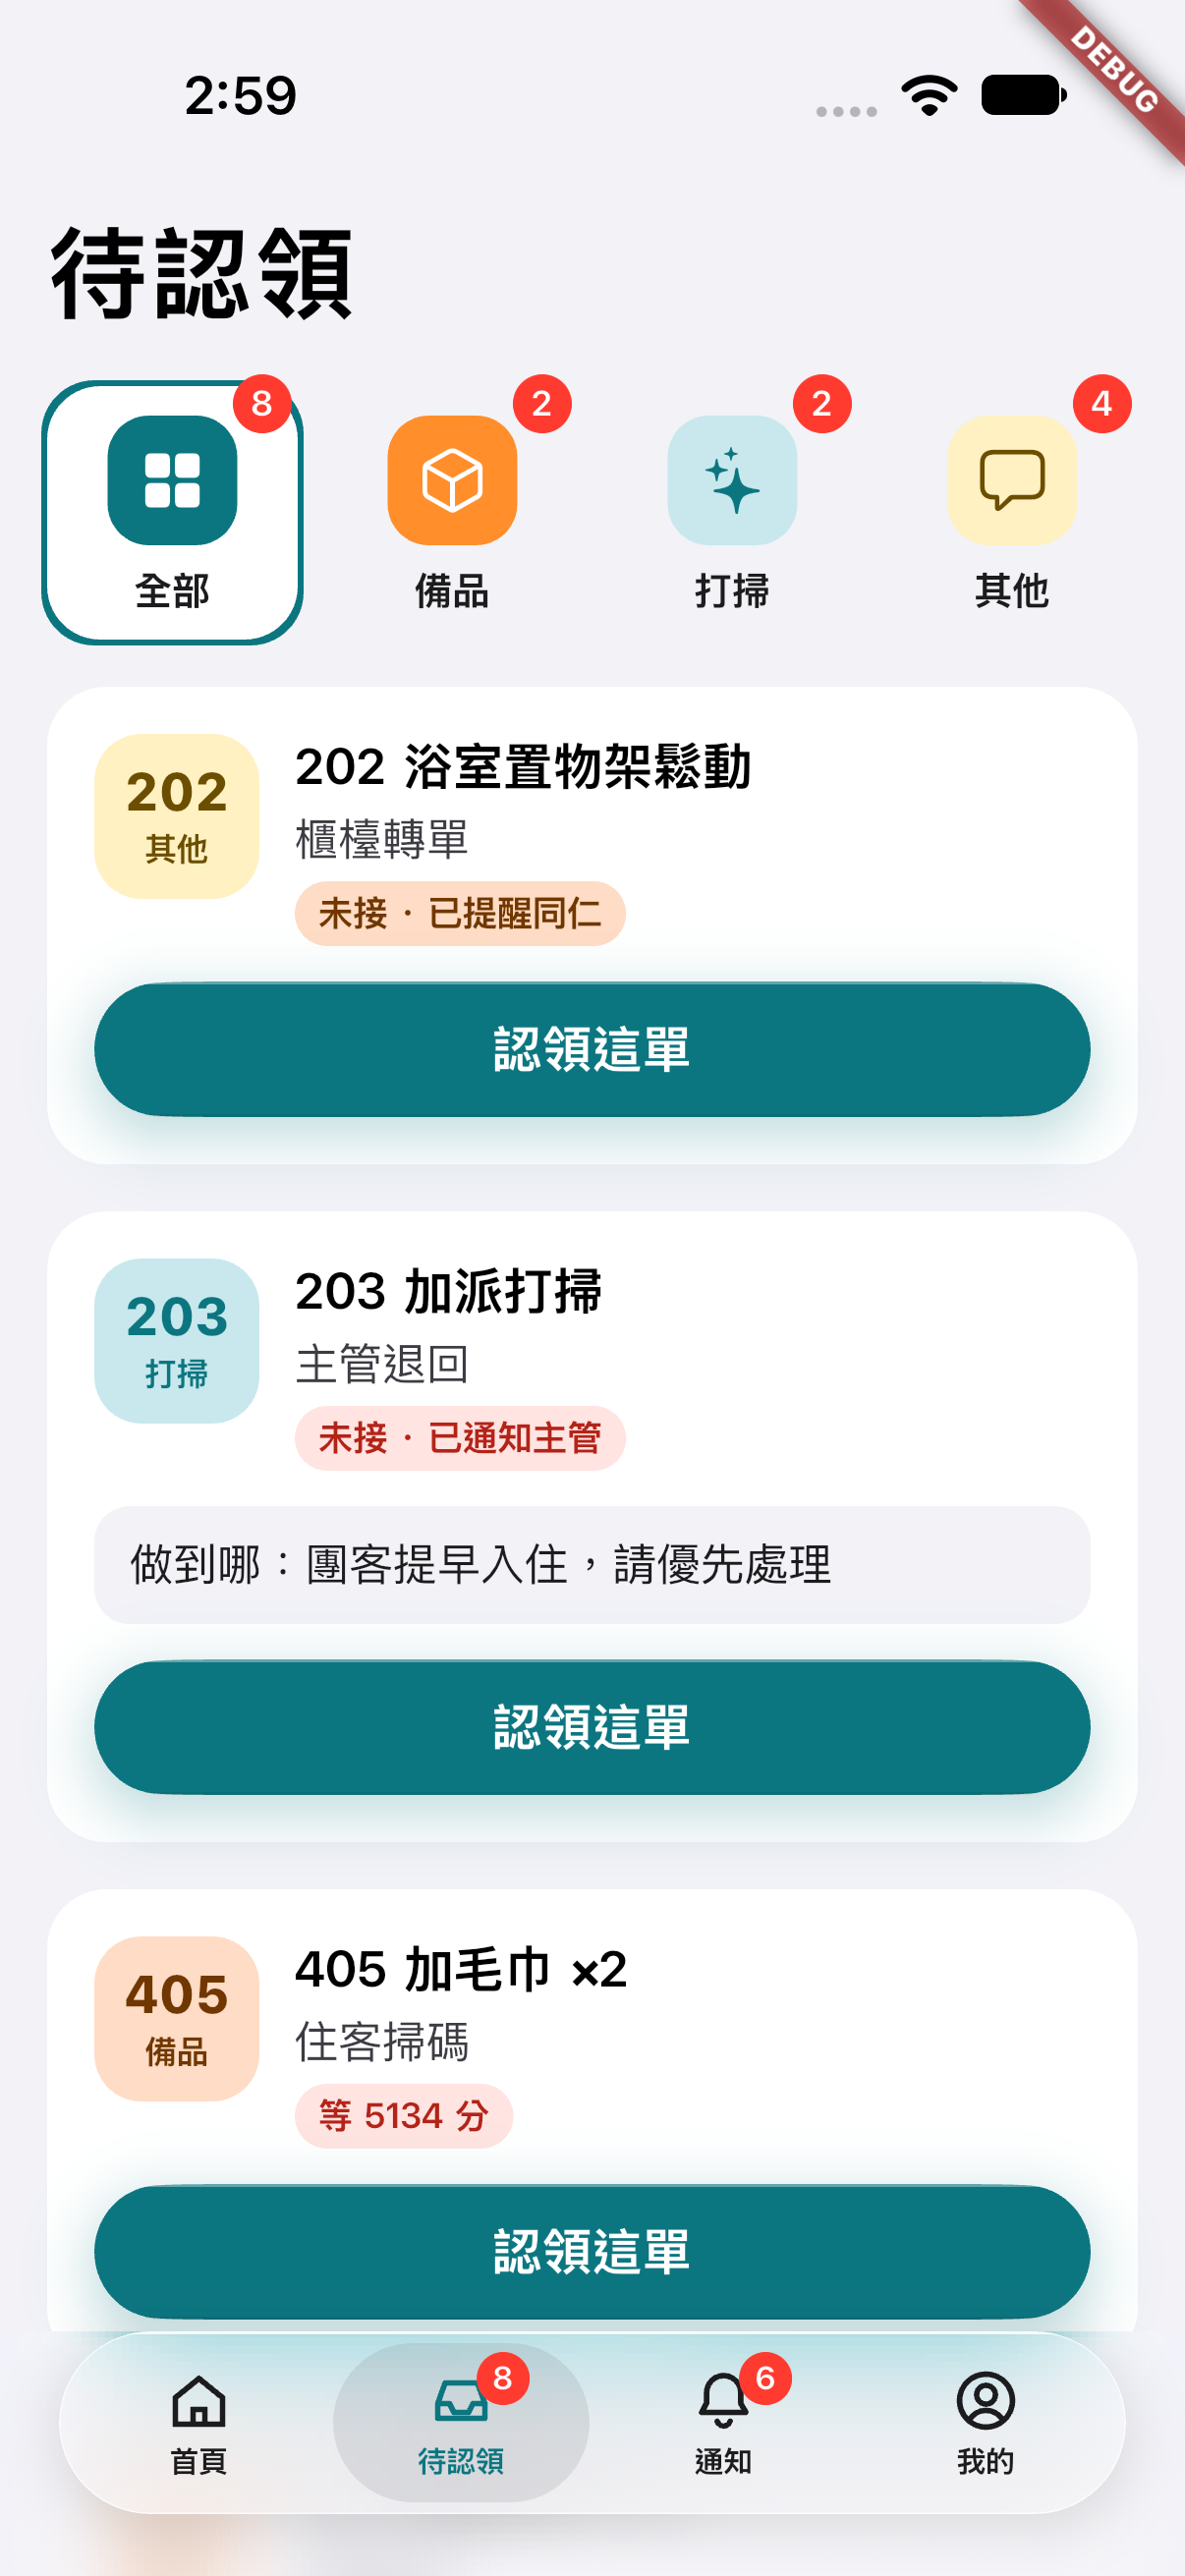 2:59
DEBUG
待認領
8
2
2
4
全部
備品
打掃
其他
202
其他
202 浴室置物架鬆動
櫃檯轉單
未接 · 已提醒同仁
認領這單
203
打掃
203 加派打掃
主管退回
未接 · 已通知主管
做到哪：團客提早入住，請優先處理
認領這單
405
備品
405 加毛巾 ×2
住客掃碼
等 5134 分
認領這單
8
6
首頁
待認領
通知
我的